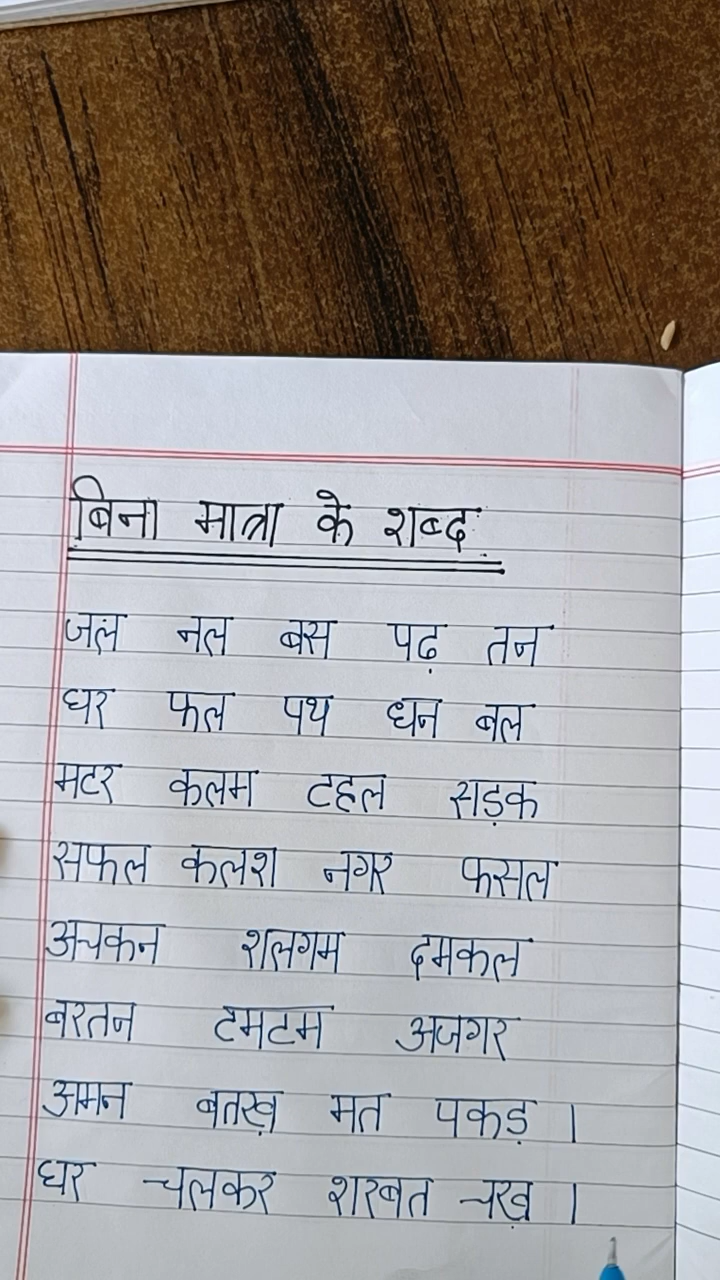 बिना मात्रा के शब्द
जल नल बस पढ़ तन
घर फल पथ धन बल
मटर कलम टहल सड़क
सफल कलश नगर फसल
अचकन शलगम दमकल
बरतन टमटम अजगर
अमन बतख़ मत पकड़ ।
घर चलकर शरबत चख़ ।